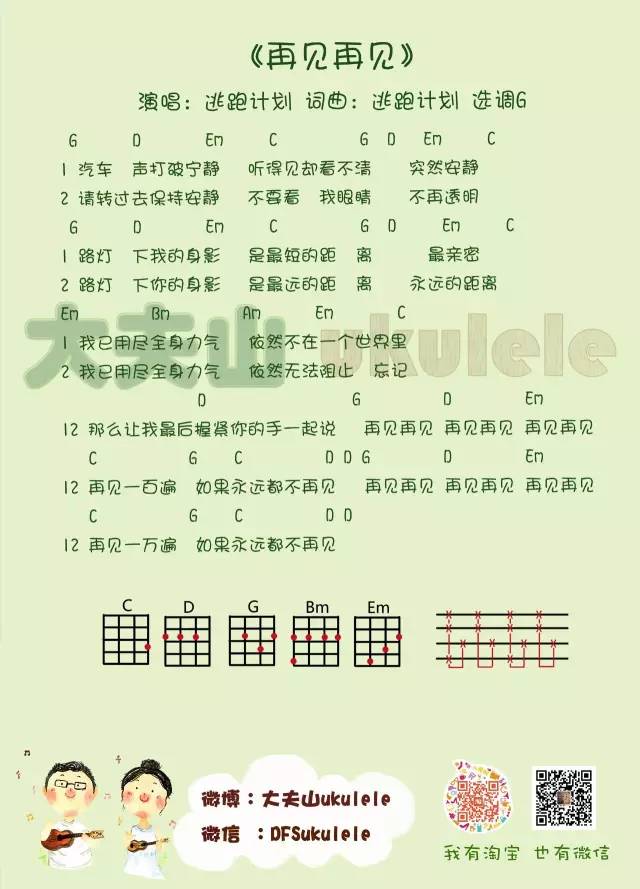 《再见再见》
演唱：逃跑计划 词曲：逃跑计划 选调G
G D Em C G D Em C
1 汽车 声打破宁静 听得见却看不清 突然安静
2 请转过去保持安静 不要看 我眼睛 不再透明
G D Em C G D Em C
1 路灯 下我的身影 是最短的距 离 最亲密
2 路灯 下你的身影 是最远的距 离 永远的距离
大夫山 ukulele
Em Bm Am Em C
1 我已用尽全身力气 依然不在一个世界里
2 我已用尽全身力气 依然无法阻止 忘记
D G D Em
12 那么让我最后握紧你的手一起说 再见再见 再见再见 再见再见
C G C D D G D Em
12 再见一百遍 如果永远都不再见 再见再见 再见再见 再见再见
C G C D D
12 再见一万遍 如果永远都不再见
C D G Bm Em
微博：大夫山ukulele
微信 ：DFSukulele
我有淘宝 也有微信